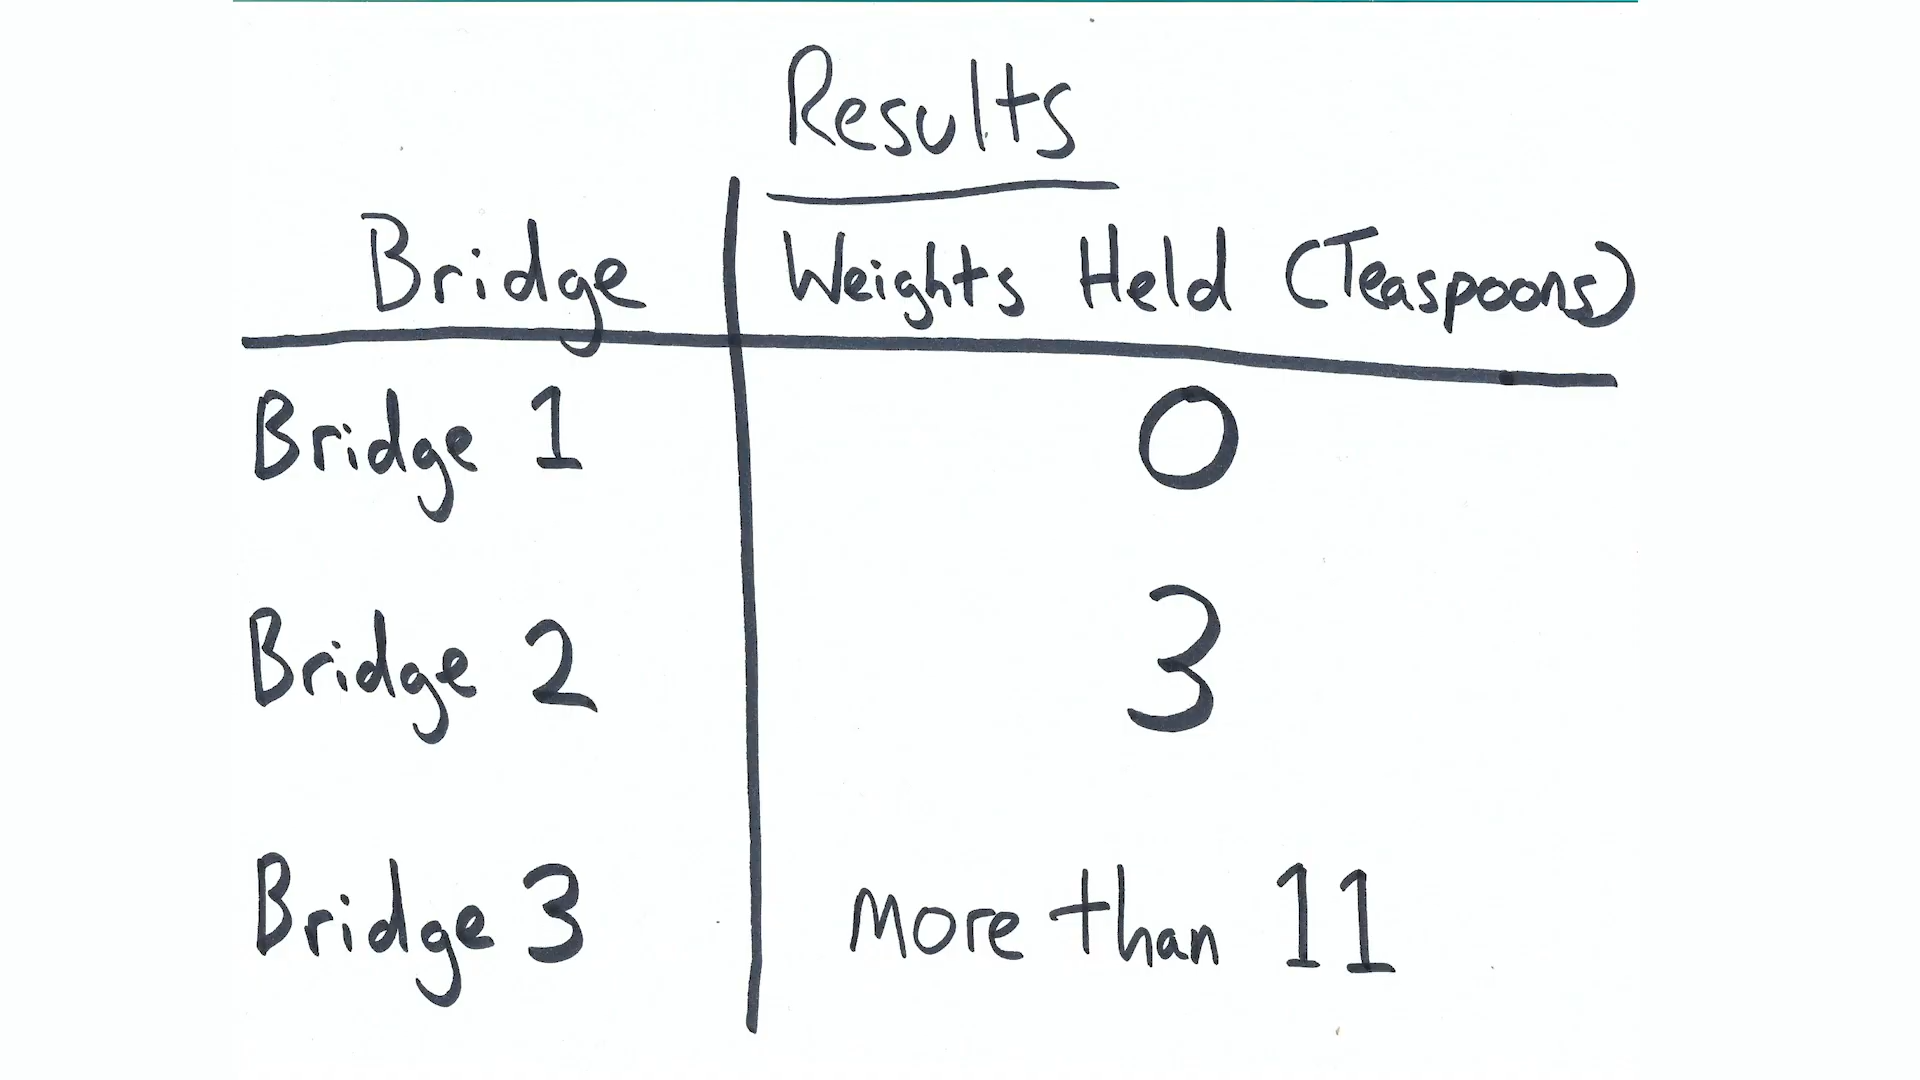 Results
Bridge Weights Held (Teaspoons)
Bridge 1 0
Bridge 2 3
Bridge 3 More than 11